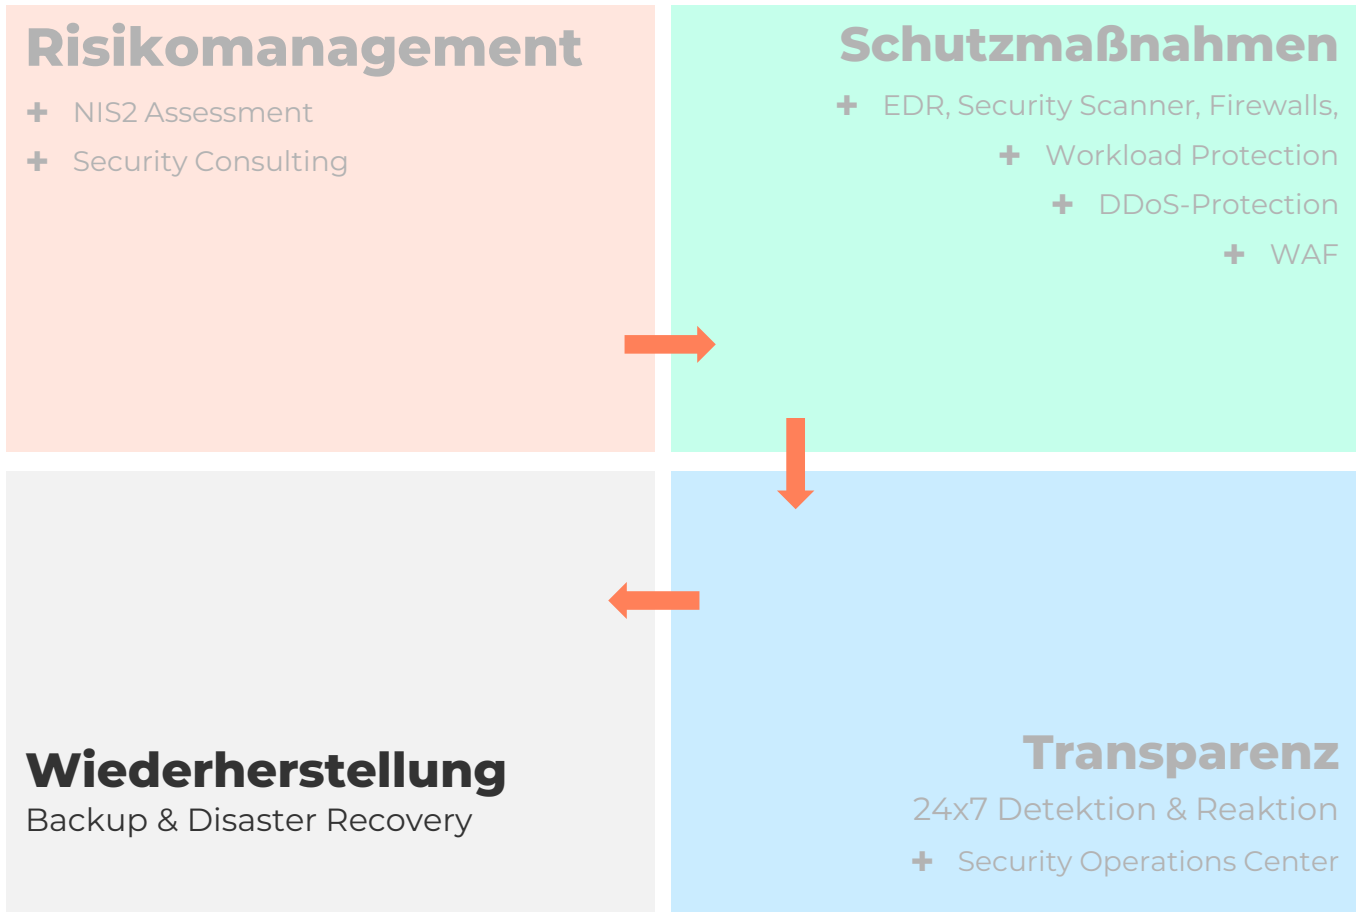 Risikomanagement
✚ NIS2 Assessment
✚ Security Consulting
Schutzmaßnahmen
✚ EDR, Security Scanner, Firewalls,
✚ Workload Protection
✚ DDoS-Protection
✚ WAF
Wiederherstellung
Backup & Disaster Recovery
Transparenz
24x7 Detektion & Reaktion
✚ Security Operations Center